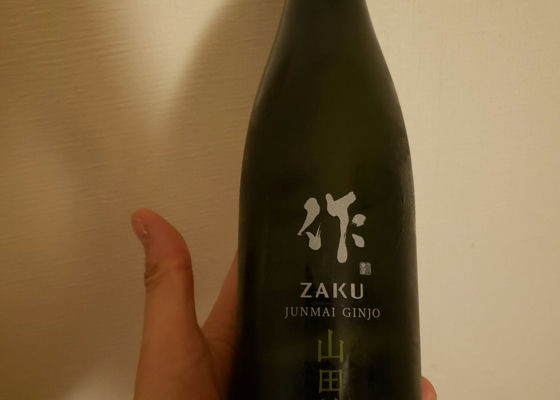 作
ZAKU
JUNMAI GINJO
山田